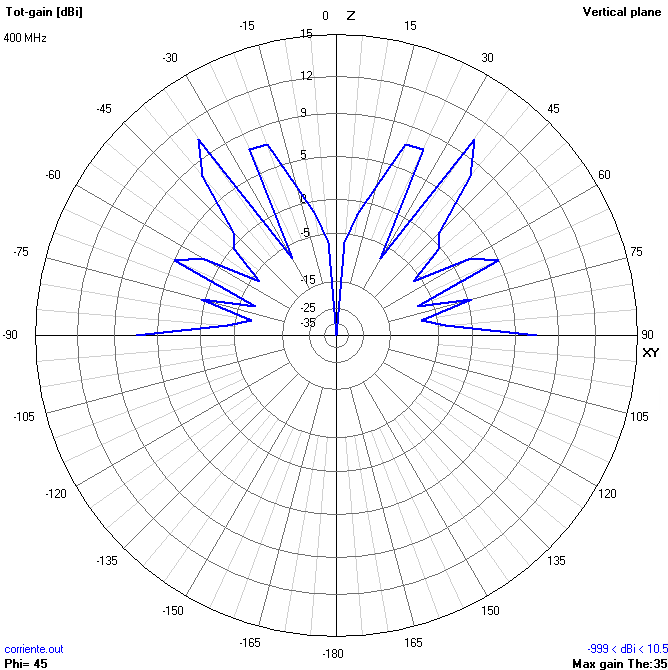 Tot-gain [dBi]
0 Z
Vertical plane
-15 15 15
400 MHz
-30 30
12
-45 9 45
5
-60 60
0
-5
-75 75
-15
-25
-35
-90 90
XY
-105 105
-120 120
-135 135
-150 150
-165 165
-180
corriente.out
-999 < dBi < 10.5
Phi= 45
Max gain The:35